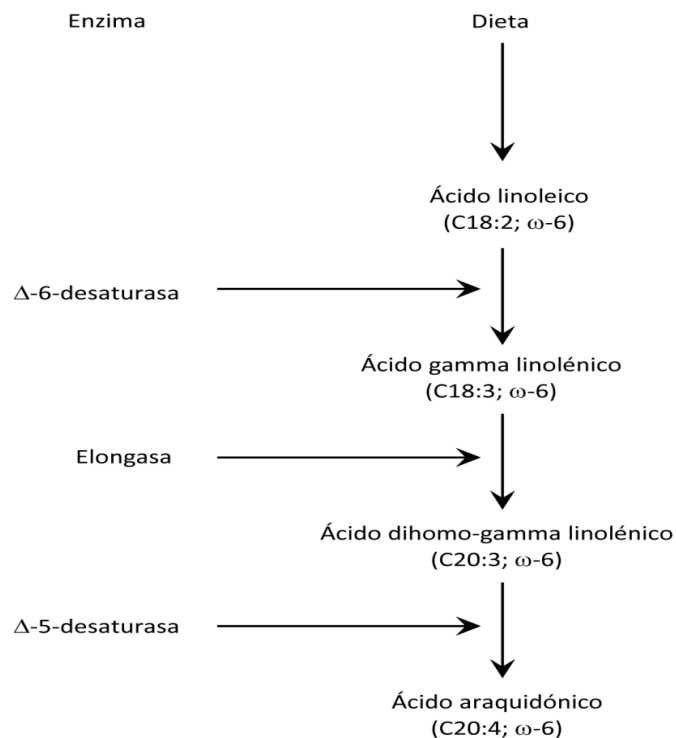 Enzima
Dieta
Ácido linoleico
(C18:2; ω-6)
Δ-6-desaturasa
Ácido gamma linolénico
(C18:3; ω-6)
Elongasa
Ácido dihomo-gamma linolénico
(C20:3; ω-6)
Δ-5-desaturasa
Ácido araquidónico
(C20:4; ω-6)